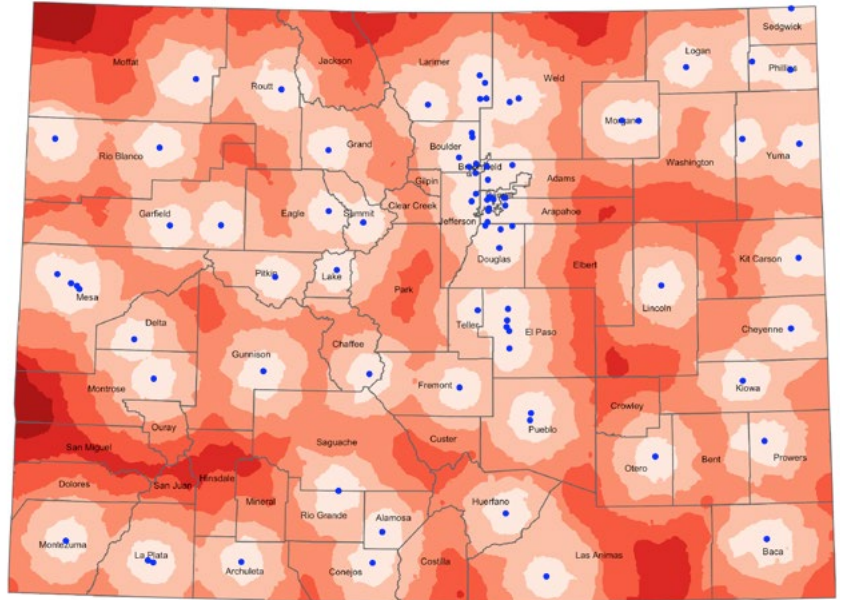 Sedgwick
Logan
Moffat
Jackson
Larimer
Phillips
Weld
Routt
Morgan
Grand
Boulder
Rio Blanco
Yuma
Washington
Gilpin
Adams
Clear Creek
Garfield
Eagle
Summit
Arapahoe
Jefferson
Douglas
Kit Carson
Elbert
Pitkin
Lake
Park
Mesa
Lincoln
Delta
Teller
Cheyenne
El Paso
Chaffee
Gunnison
Fremont
Montrose
Kiowa
Crowley
Ouray
Pueblo
Custer
Saguache
San Miguel
Bent
Prowers
Otero
Hinsdale
Dolores
San Juan
Mineral
Huerfano
Rio Grande
Alamosa
Montezuma
La Plata
Las Animas
Baca
Costilla
Archuleta
Conejos